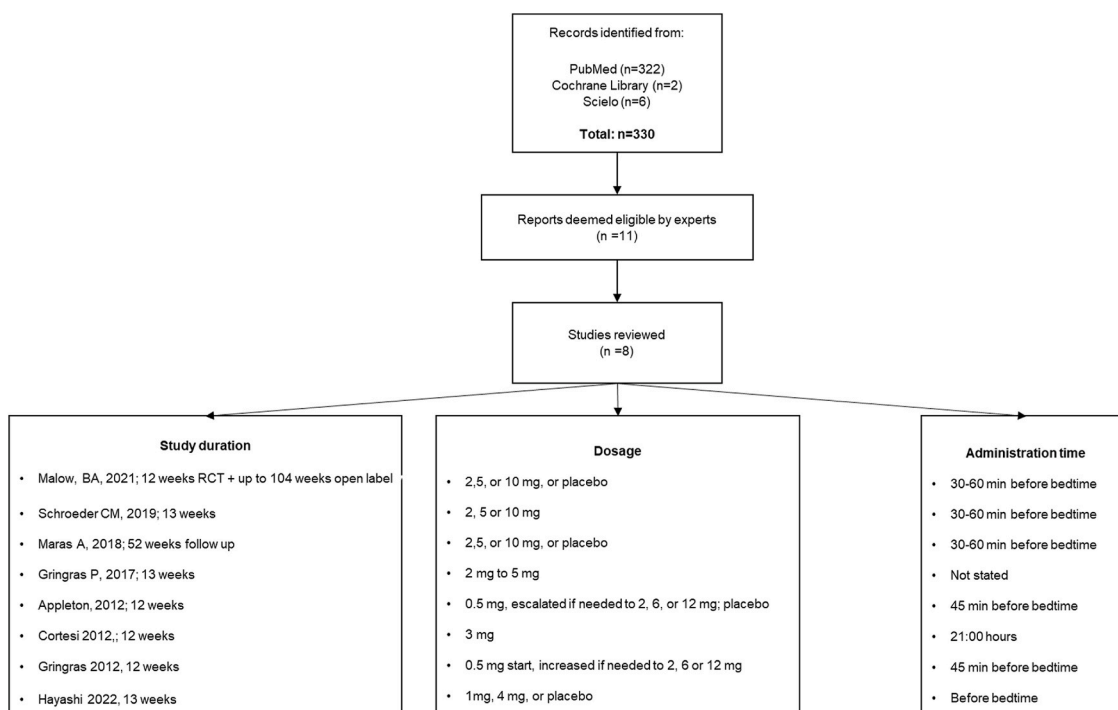 Records identified from:
PubMed (n=322)
Cochrane Library (n=2)
Scielo (n=6)
Total: n=330
Reports deemed eligible by experts
(n =11)
Studies reviewed
(n =8)
Study duration
• Malow, BA, 2021; 12 weeks RCT + up to 104 weeks open label
• Schroeder CM, 2019; 13 weeks
• Maras A, 2018; 52 weeks follow up
• Gringras P, 2017; 13 weeks
• Appleton, 2012; 12 weeks
• Cortesi 2012,; 12 weeks
• Gringras 2012, 12 weeks
• Hayashi 2022, 13 weeks
Dosage
• 2,5, or 10 mg, or placebo
• 2, 5 or 10 mg
• 2,5, or 10 mg, or placebo
• 2 mg to 5 mg
• 0.5 mg, escalated if needed to 2, 6, or 12 mg; placebo
• 3 mg
• 0.5 mg start, increased if needed to 2, 6 or 12 mg
• 1mg, 4 mg, or placebo
Administration time
• 30-60 min before bedtime
• 30-60 min before bedtime
• 30-60 min before bedtime
• Not stated
• 45 min before bedtime
• 21:00 hours
• 45 min before bedtime
• Before bedtime